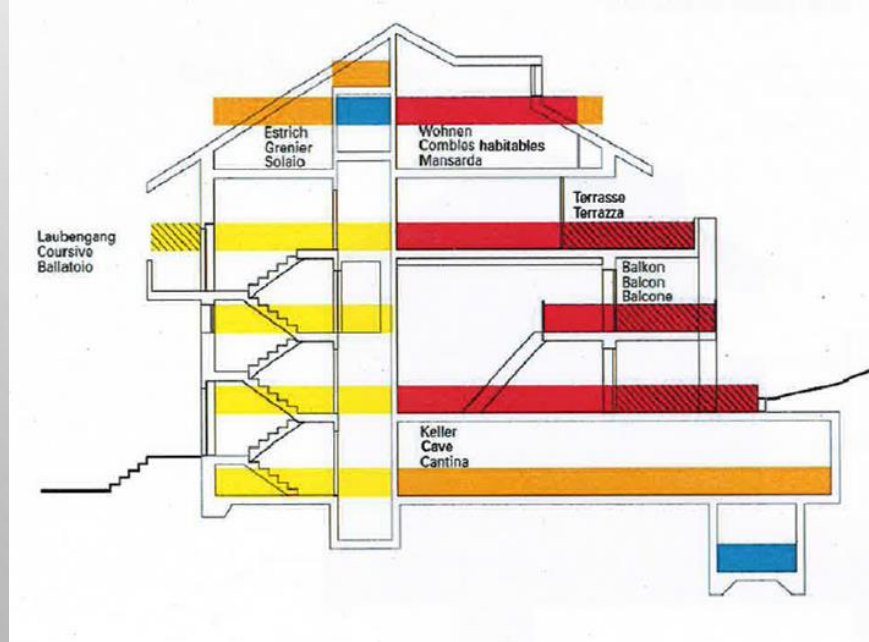 Estrich
Grenier
Solaio
Wohnen
Combles habitables
Mansarda
Terrasse
Terrazza
Laubengang
Coursive
Ballatoio
Balkon
Balcon
Balcone
Keller
Cave
Cantina